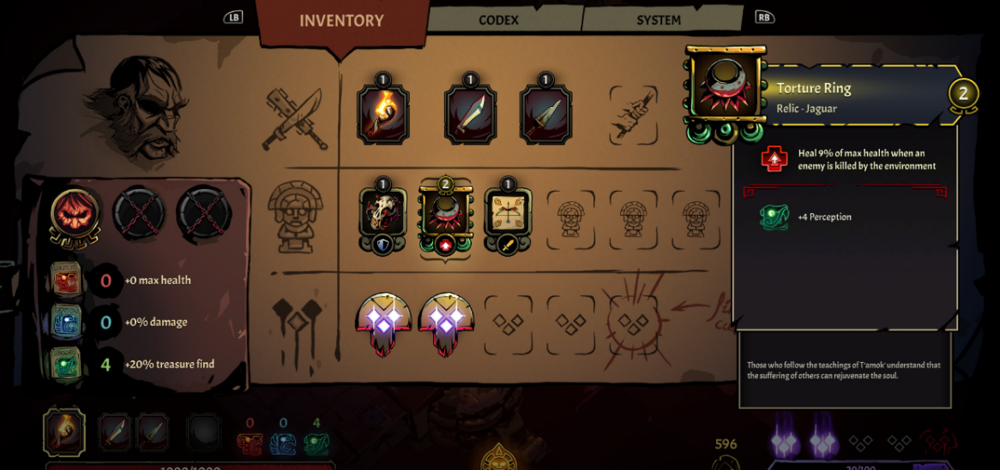 LB
INVENTORY
CODEX
SYSTEM
RB
1
1
1
Torture Ring
Relic - Jaguar
2
Heal 9% of max health when an
enemy is killed by the environment
+4 Perception
1
2
1
0 +0 max health
0 +0% damage
4 +20% treasure find
Those who follow the teachings of T'amok' understand that
the suffering of others can rejuvenate the soul.
0 0 4
596
20/100